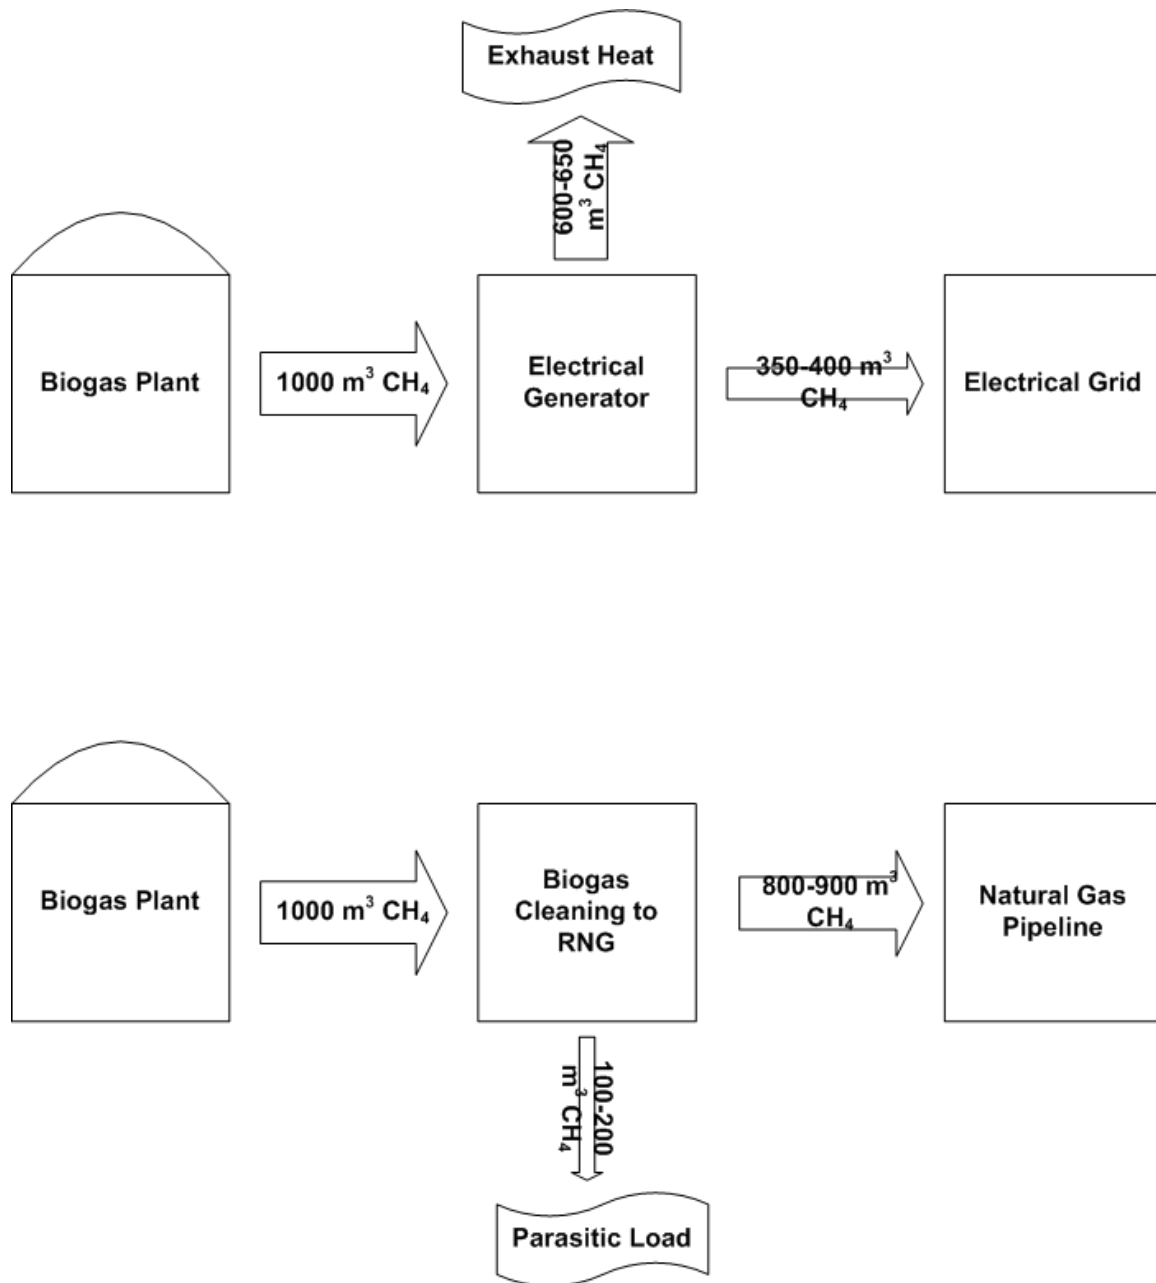 Exhaust Heat
600-650
m³ CH₄
Biogas Plant
1000 m³ CH₄
Electrical
Generator
350-400 m³
CH₄
Electrical Grid
Biogas Plant
1000 m³ CH₄
Biogas
Cleaning to
RNG
800-900 m³
CH₄
Natural Gas
Pipeline
100-200
m³ CH₄
Parasitic Load